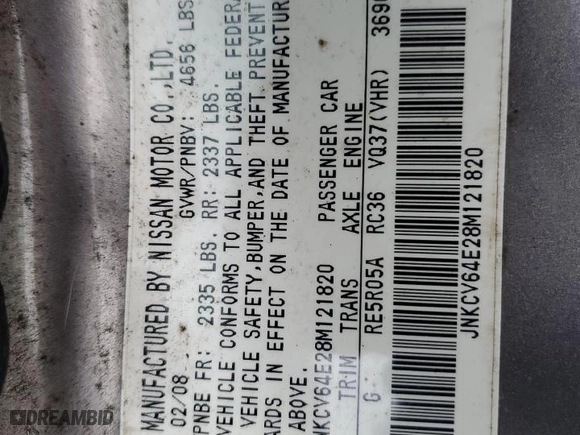 MANUFACTURED BY NISSAN MOTOR CO.,LTD.
02/08 GVWR/PNBV: 4656 LBS
PNBE FR: 2335 LBS. RR: 2337 LBS.
VEHICLE CONFORMS TO ALL APPLICABLE FEDERA
VEHICLE SAFETY,BUMPER,AND THEFT PREVENT
ARDS IN EFFECT ON THE DATE OF MANUFACTUR
ABOVE.
NKCV64E28M121820 PASSENGER CAR
TRIM TRANS AXLE ENGINE
G RE5R05A RC36 VQ37(VHR) 369
JNKCV64E28M121820
DREAMBID